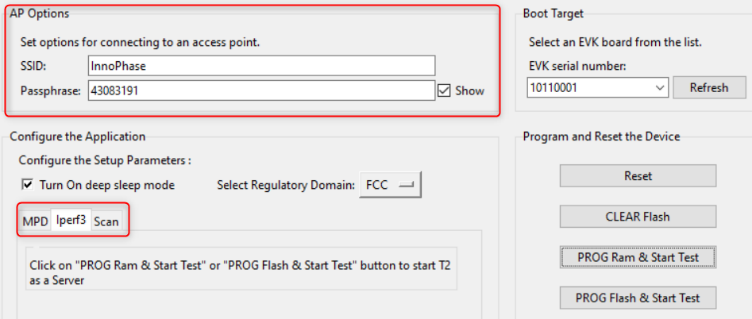 AP Options
Set options for connecting to an access point.
SSID: InnoPhase
Passphrase: 43083191 Show
Boot Target
Select an EVK board from the list.
EVK serial number:
10110001 Refresh
Configure the Application
Configure the Setup Parameters :
Turn On deep sleep mode Select Regulatory Domain: FCC
MPD Iperf3 Scan
Click on "PROG Ram & Start Test" or "PROG Flash & Start Test" button to start T2
as a Server
Program and Reset the Device
Reset
CLEAR Flash
PROG Ram & Start Test
PROG Flash & Start Test